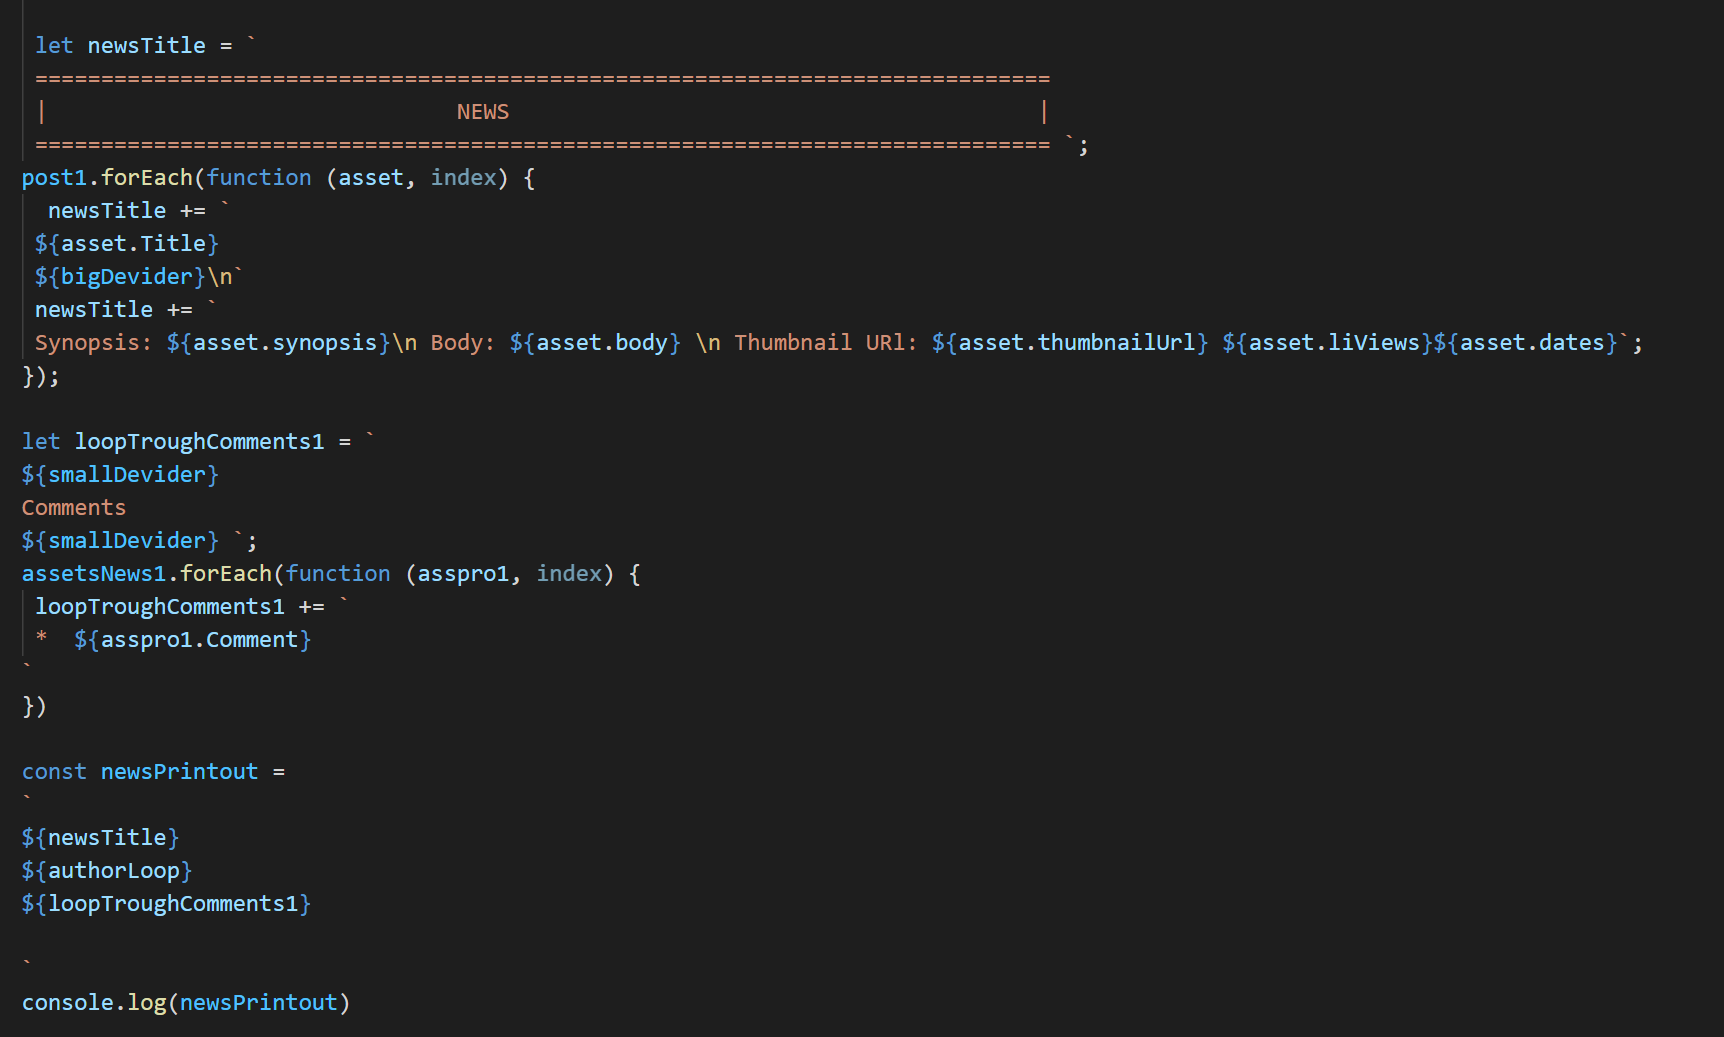 let newsTitle = `
=============================================================================
|                               NEWS                                        |
============================================================================= `;
post1.forEach(function (asset, index) {
  newsTitle += `
 ${asset.Title}
 ${bigDevider}\n`
 newsTitle += `
 Synopsis: ${asset.synopsis}\n Body: ${asset.body} \n Thumbnail URl: ${asset.thumbnailUrl} ${asset.liViews}${asset.dates}`;
});
let loopTroughComments1 = `
${smallDevider}
Comments
${smallDevider} `;
assetsNews1.forEach(function (asspro1, index) {
 loopTroughComments1 += `
 *  ${asspro1.Comment}
`
})
const newsPrintout =
`
${newsTitle}
${authorLoop}
${loopTroughComments1}
`
console.log(newsPrintout)